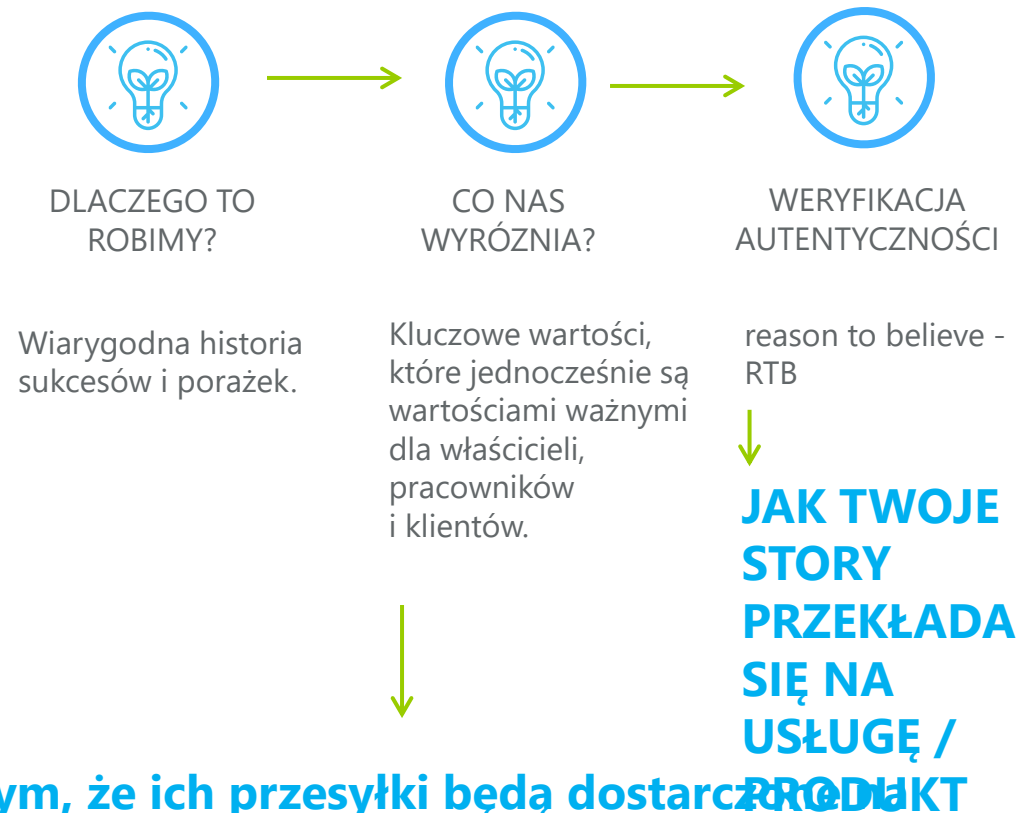 DLACZEGO TO
ROBIMY?
CO NAS
WYRÓZNIA?
WERYFIKACJA
AUTENTYCZNOŚCI
Wiarygodna historia
sukcesów i porażek.
Kluczowe wartości,
które jednocześnie są
wartościami ważnymi
dla właścicieli,
pracowników
i klientów.
reason to believe -
RTB
JAK TWOJE
STORY
PRZEKŁADA
SIĘ NA
USŁUGĘ /
PRODUKT
ym, że ich przesyłki będą dostarczone na